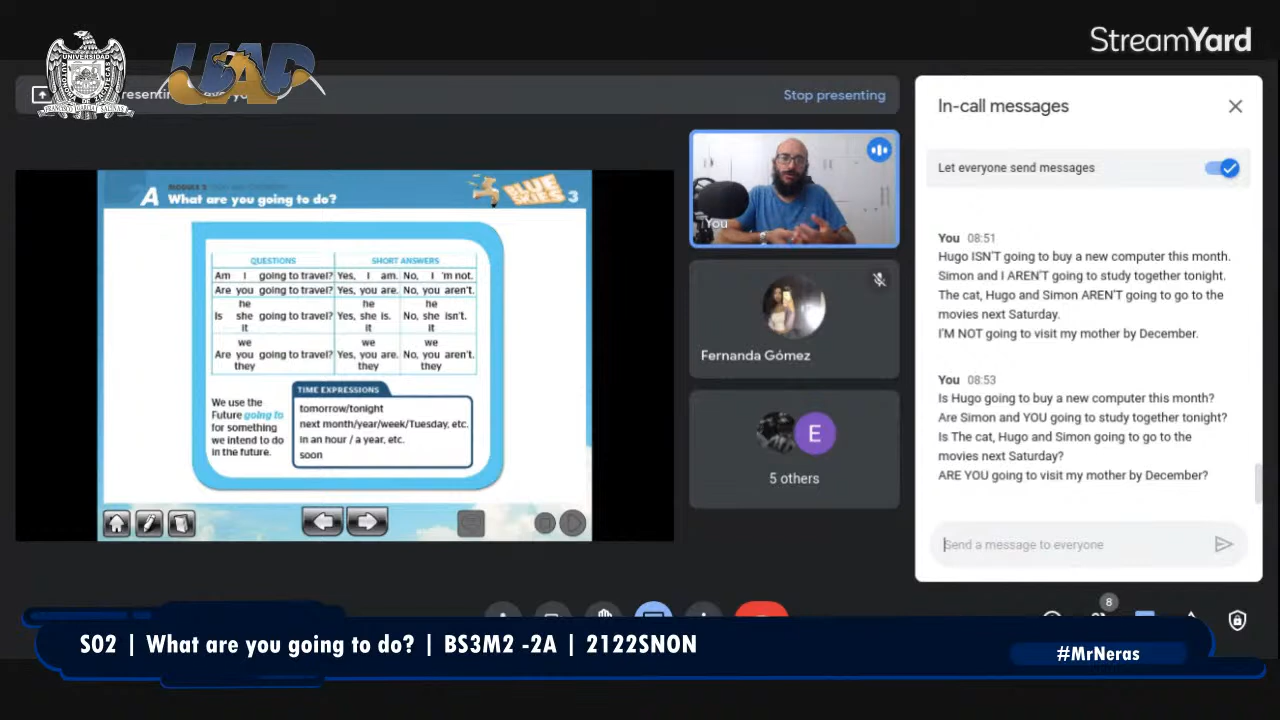 StreamYard
UNIVERSIDAD
UAP
Stop presenting
In-call messages
Let everyone send messages
You 08:51
Hugo ISN'T going to buy a new computer this month.
Simon and I AREN'T going to study together tonight.
The cat, Hugo and Simon AREN'T going to go to the
movies next Saturday.
I'M NOT going to visit my mother by December.
You 08:53
Is Hugo going to buy a new computer this month?
Are Simon and YOU going to study together tonight?
Is The cat, Hugo and Simon going to go to the
movies next Saturday?
ARE YOU going to visit my mother by December?
Send a message to everyone
You
Fernanda Gómez
E
5 others
8
A What are you going to do?
BLUE SKIES 3
QUESTIONS SHORT ANSWERS
Am I going to travel? Yes, I am. No, I 'm not.
Are you going to travel? Yes, you are. No, you aren't.
he he he
Is she going to travel? Yes, she is. No, she isn't.
it it it
we we we
Are you going to travel? Yes, you are. No, you aren't.
they they they
We use the
Future going to
for something
we intend to do
in the future.
TIME EXPRESSIONS
tomorrow/tonight
next month/year/week/Tuesday, etc.
in an hour / a year, etc.
soon
S02 | What are you going to do? | BS3M2 -2A | 2122SNON
#MrNeras